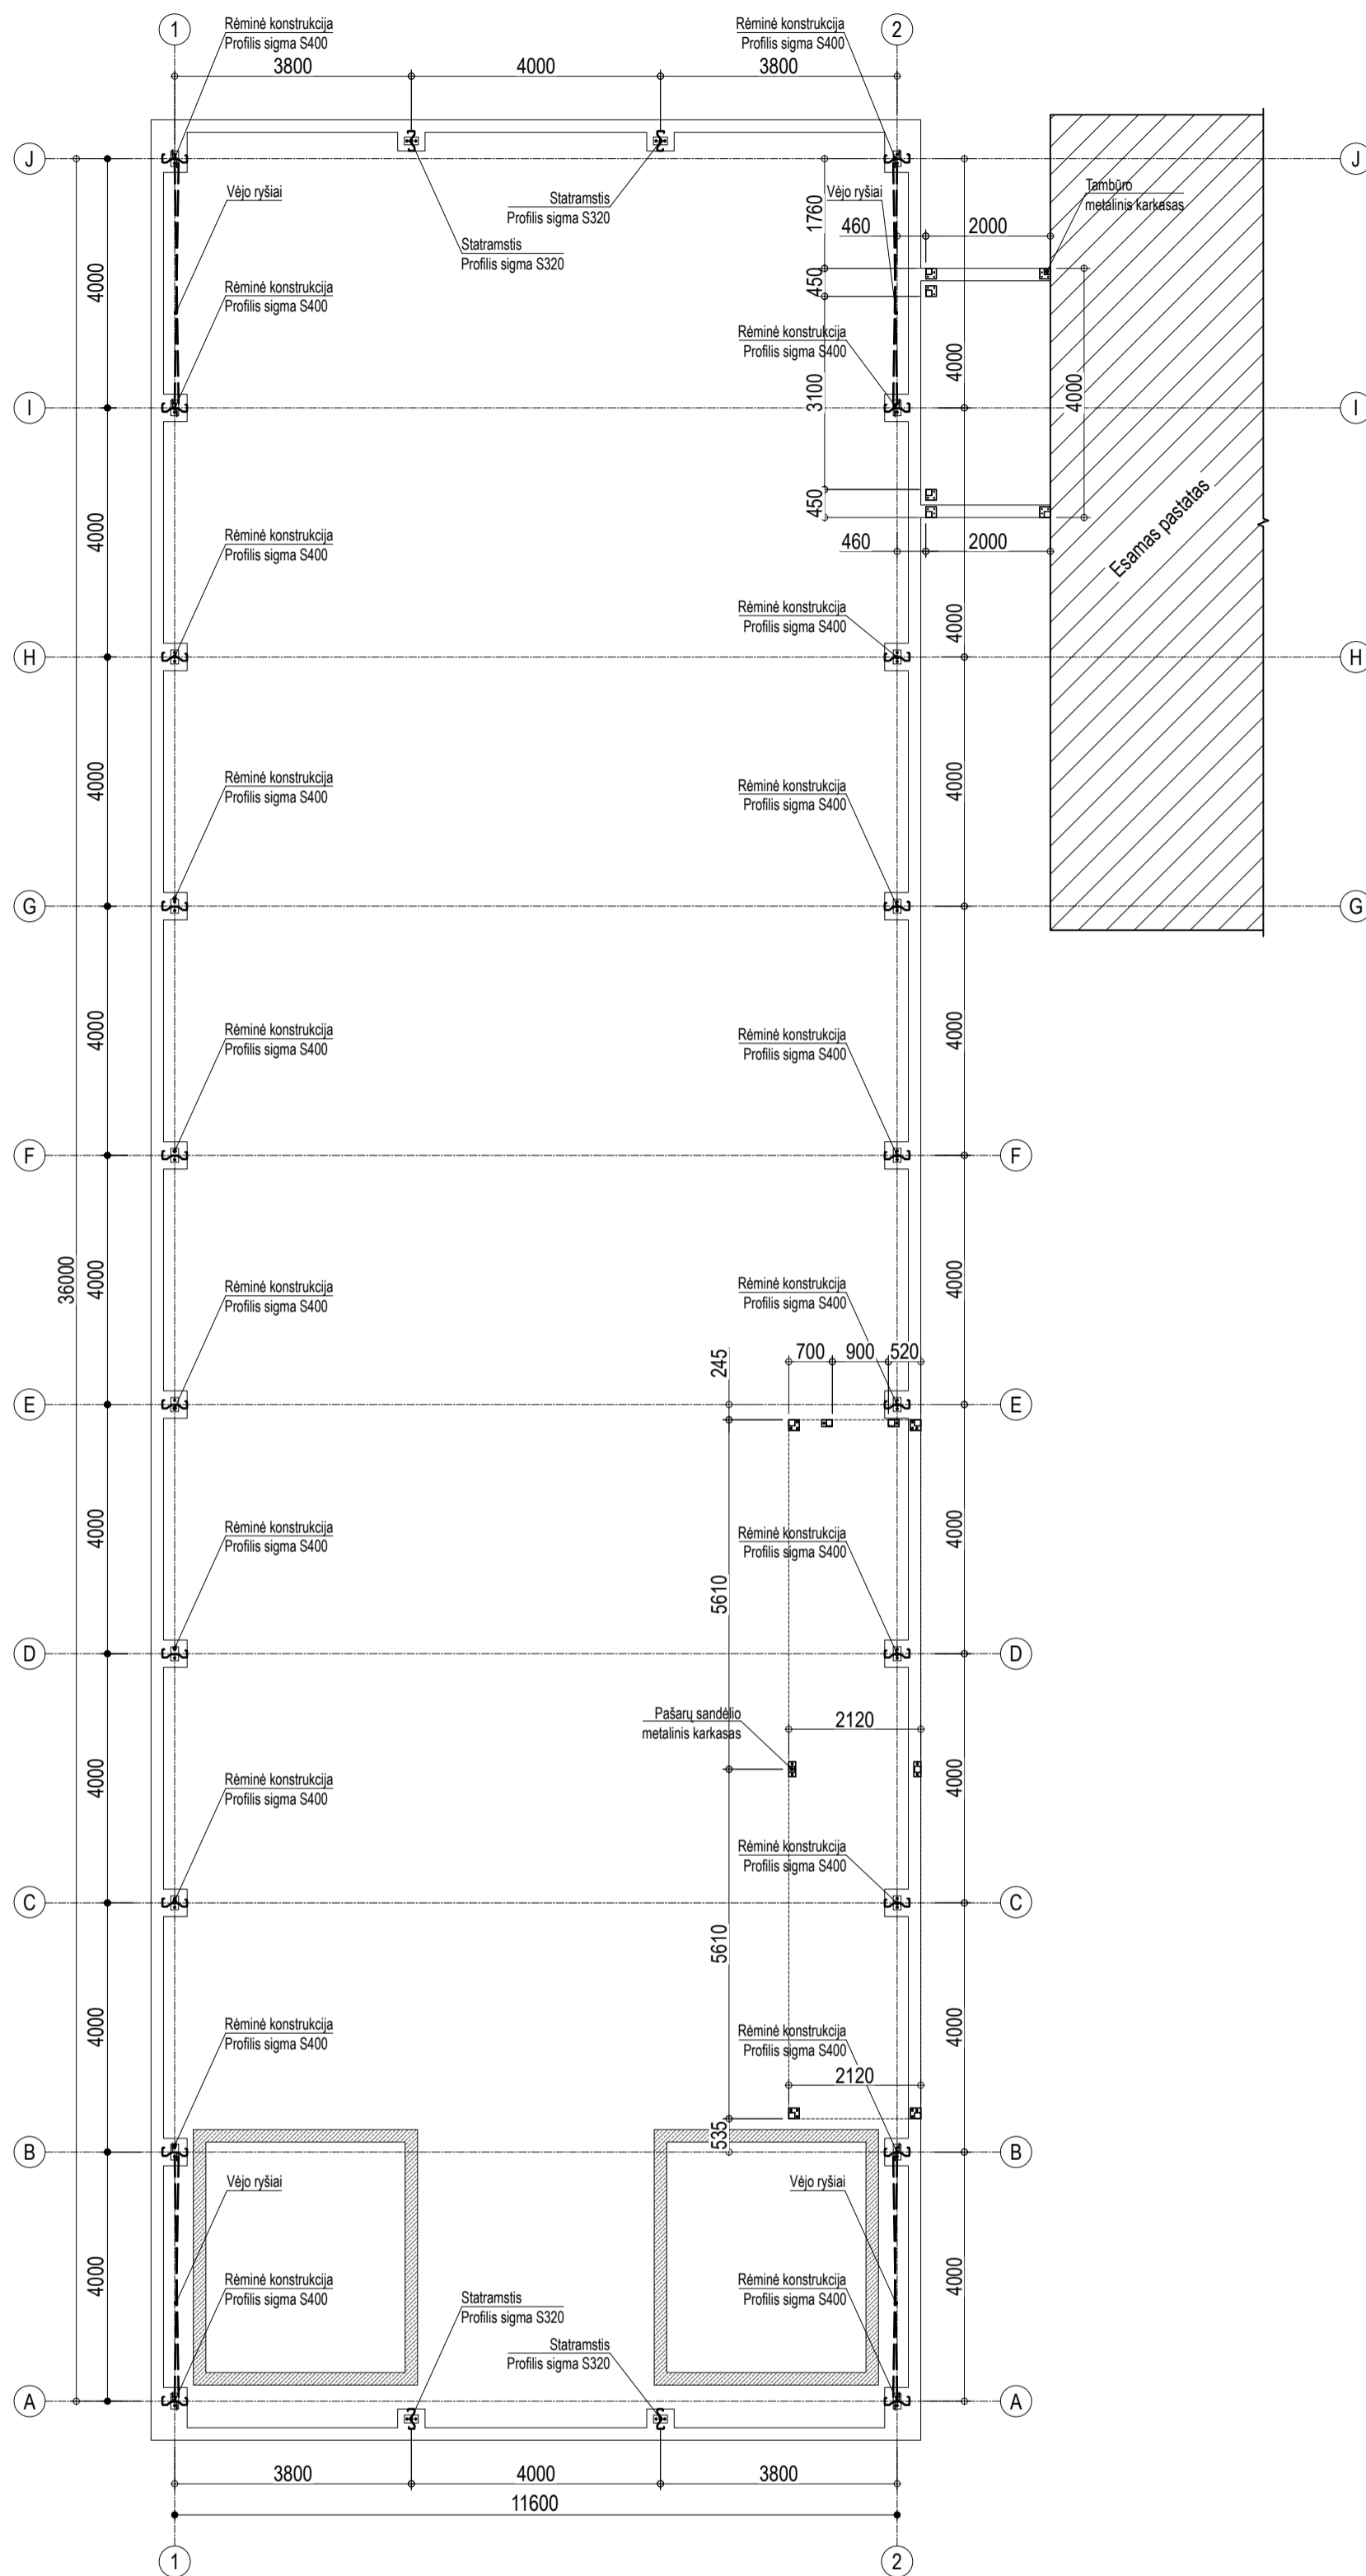 1
2
Rėminė konstrukcija
Profilis sigma S400
Rėminė konstrukcija
Profilis sigma S400
3800
4000
3800
J
J
Vėjo ryšiai
Statramstis
Profilis sigma S320
Statramstis
Profilis sigma S320
Vėjo ryšiai
1760
460
2000
Tambūro
metalinis karkasas
4000
450
Rėminė konstrukcija
Profilis sigma S400
Rėminė konstrukcija
Profilis sigma S400
3100
4000
4000
I
I
450
460
2000
Esamas pastatas
4000
Rėminė konstrukcija
Profilis sigma S400
Rėminė konstrukcija
Profilis sigma S400
4000
H
H
4000
Rėminė konstrukcija
Profilis sigma S400
Rėminė konstrukcija
Profilis sigma S400
4000
G
G
4000
Rėminė konstrukcija
Profilis sigma S400
Rėminė konstrukcija
Profilis sigma S400
4000
F
F
36000
4000
Rėminė konstrukcija
Profilis sigma S400
Rėminė konstrukcija
Profilis sigma S400
4000
245
700
900
520
E
E
4000
Rėminė konstrukcija
Profilis sigma S400
Rėminė konstrukcija
Profilis sigma S400
4000
5610
D
D
Pašarų sandėlio
metalinis karkasas
2120
4000
Rėminė konstrukcija
Profilis sigma S400
4000
Rėminė konstrukcija
Profilis sigma S400
C
C
5610
4000
Rėminė konstrukcija
Profilis sigma S400
Rėminė konstrukcija
Profilis sigma S400
4000
2120
535
B
B
Vėjo ryšiai
Vėjo ryšiai
4000
Rėminė konstrukcija
Profilis sigma S400
Statramstis
Profilis sigma S320
Statramstis
Profilis sigma S320
Rėminė konstrukcija
Profilis sigma S400
4000
A
A
3800
4000
3800
11600
1
2